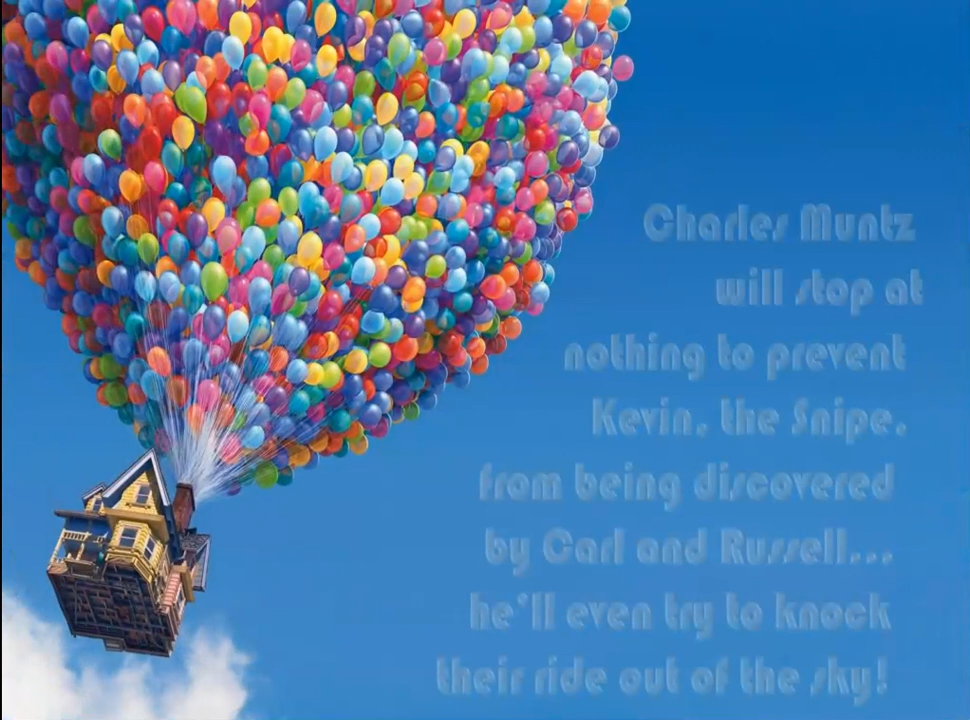 Charles Muntz
will stop at
nothing to prevent
Kevin, the Snipe,
from being discovered
by Carl and Russell...
he'll even try to knock
their ride out of the sky!